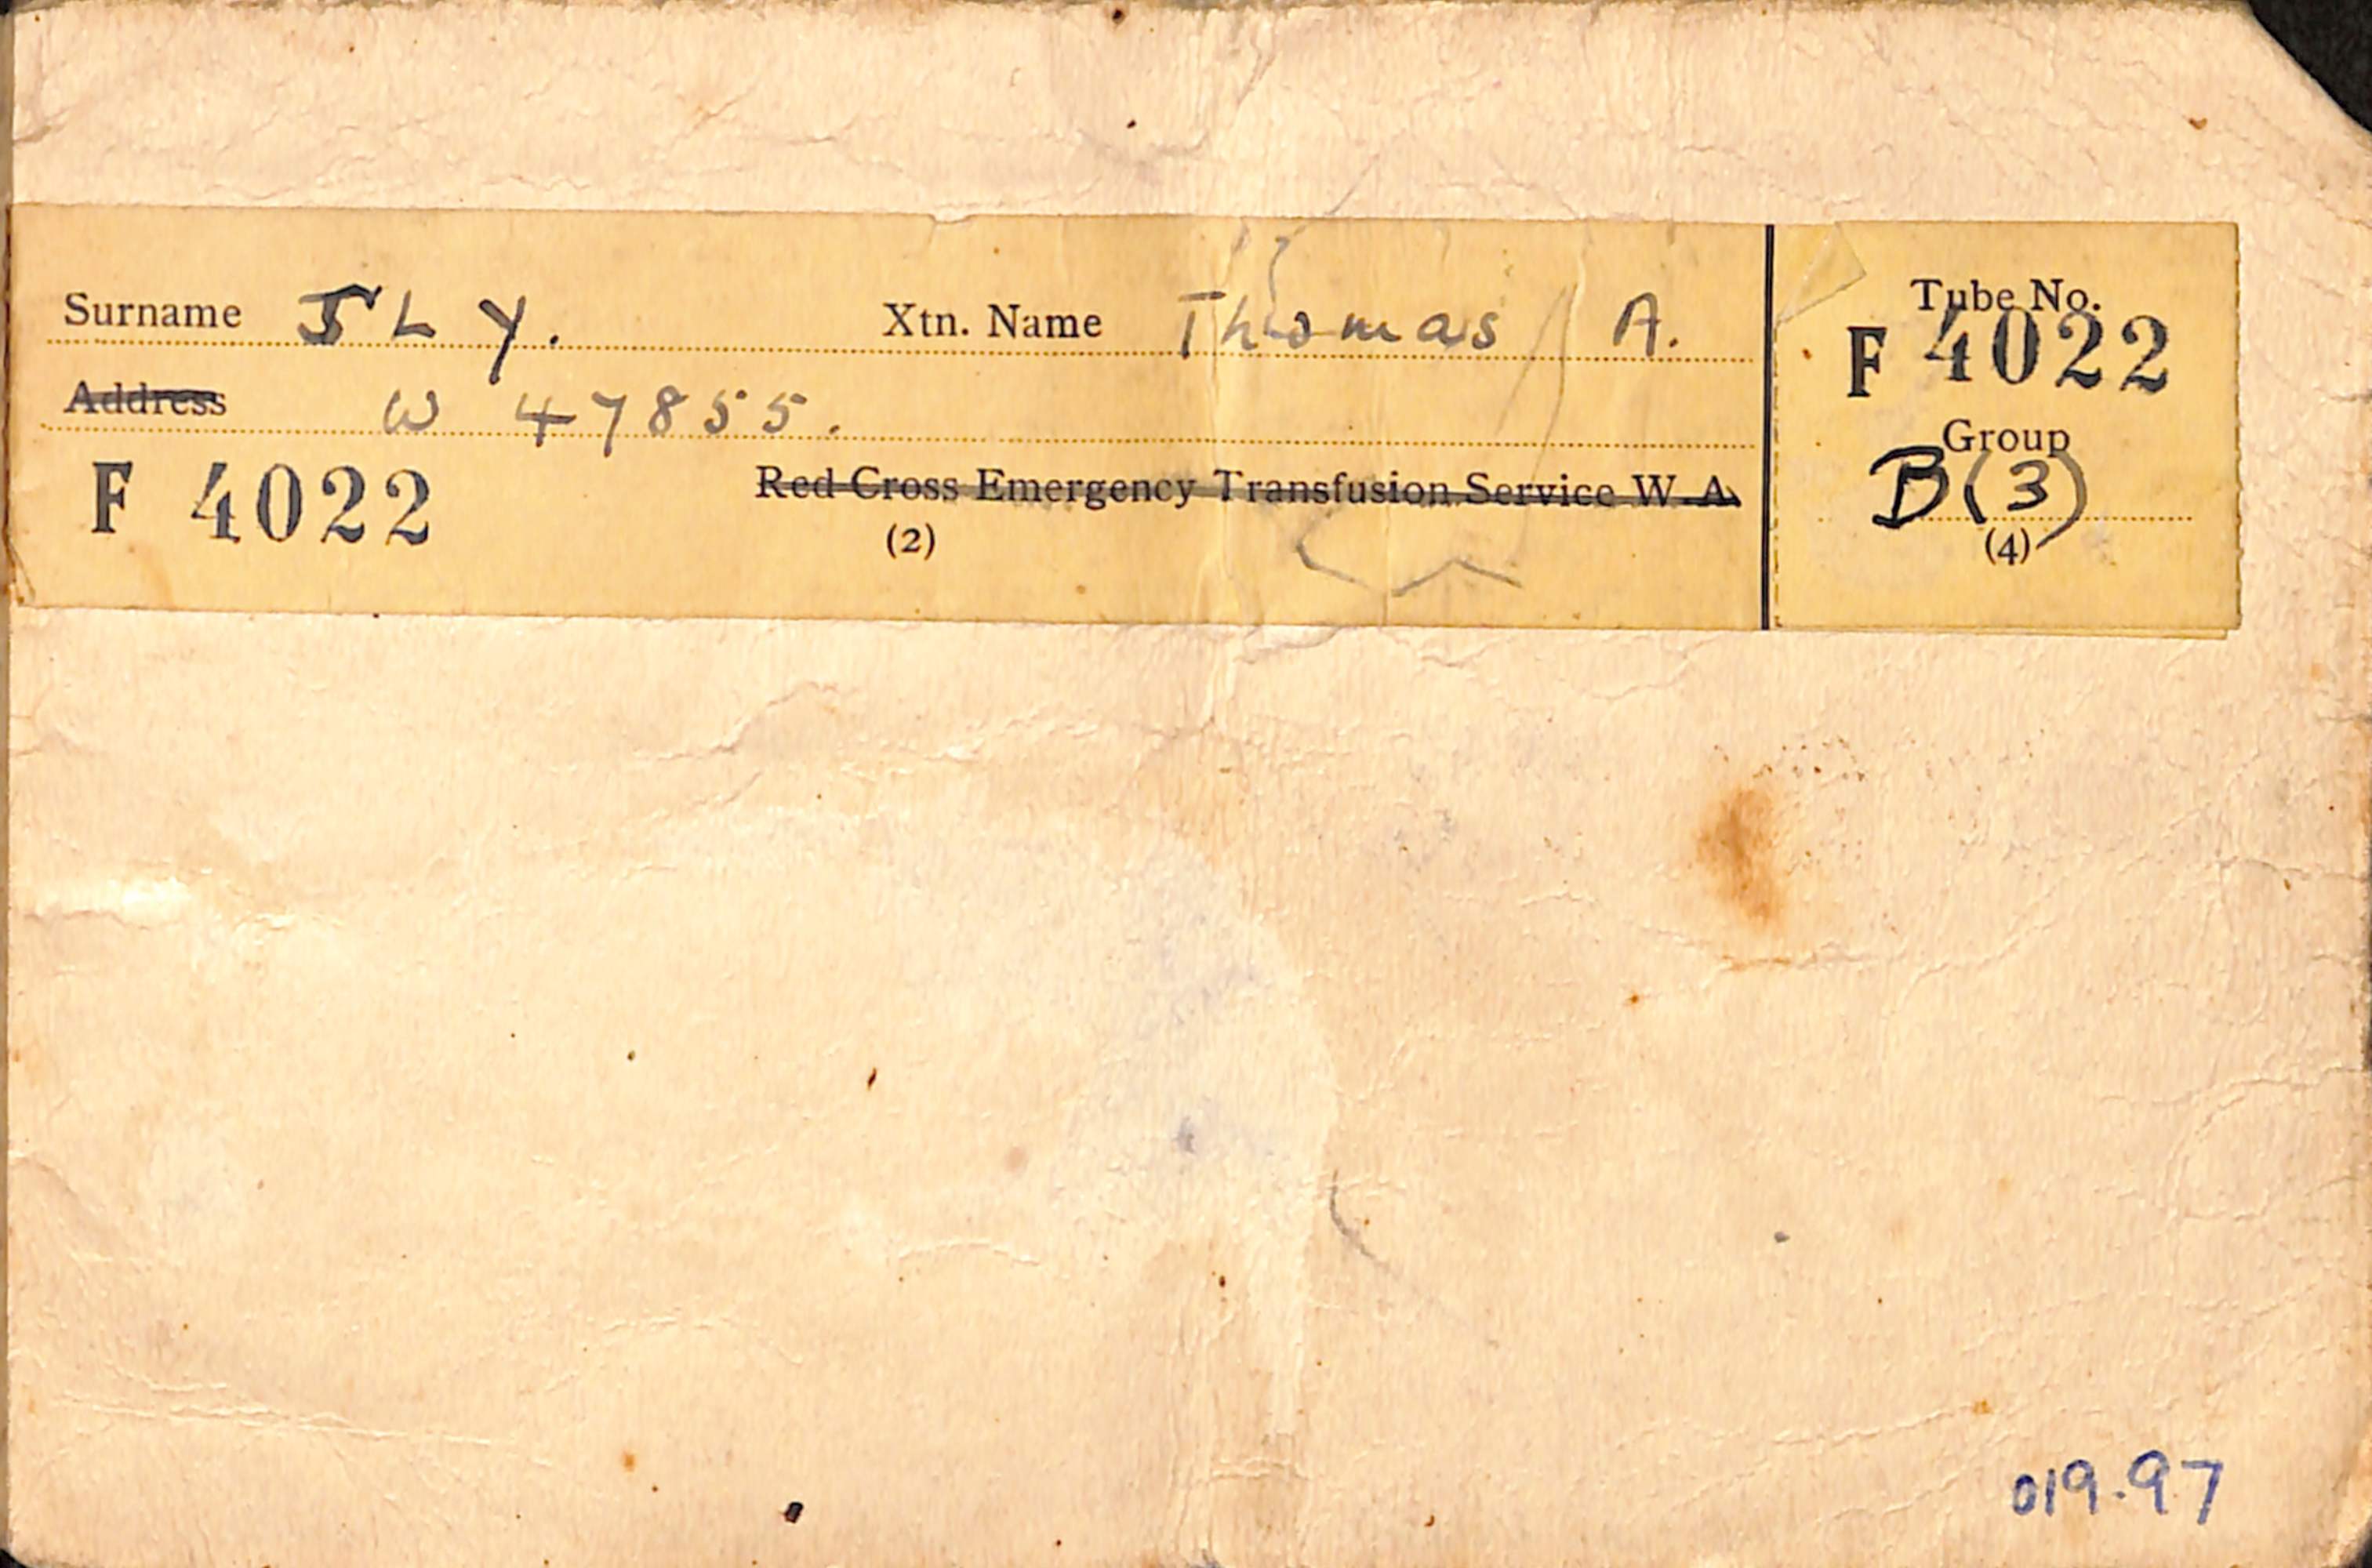 Surname ILY. Xtn. Name Thomas A.
Address W 47855.
F 4022
Red Cross Emergency Transfusion Service W.A.
(2)
Tube No.
F 4022
Group
B(3)
(4)
019.97